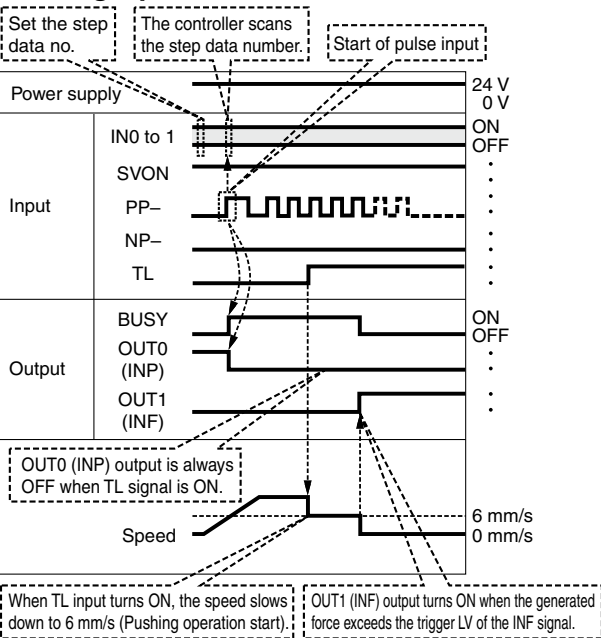 Set the step
data no.
The controller scans
the step data number.
Start of pulse input
Power supply
24 V
0 V
Input
IN0 to 1
ON
OFF
SVON
PP–
NP–
TL
Output
BUSY
ON
OFF
OUT0
(INP)
OUT1
(INF)
OUT0 (INP) output is always
OFF when TL signal is ON.
Speed
6 mm/s
0 mm/s
When TL input turns ON, the speed slows
down to 6 mm/s (Pushing operation start).
OUT1 (INF) output turns ON when the generated
force exceeds the trigger LV of the INF signal.